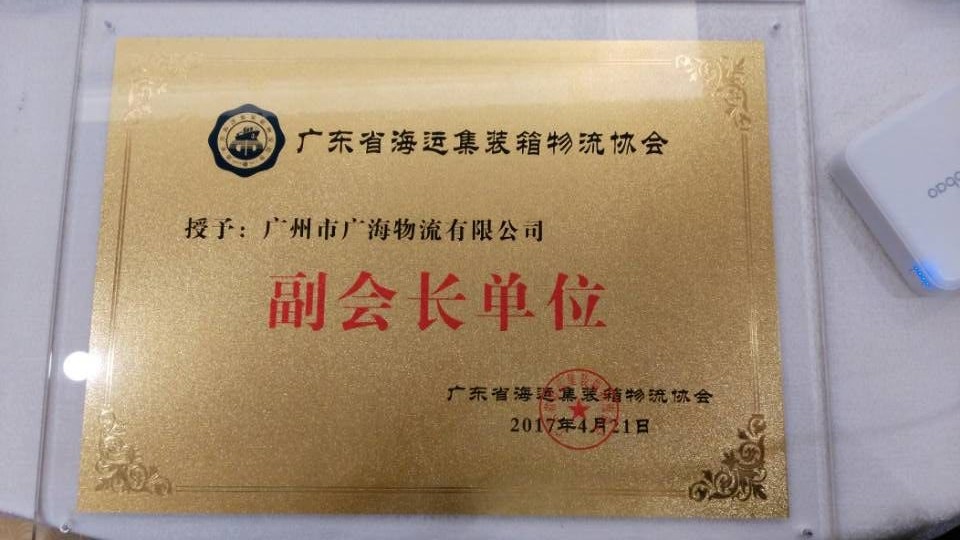 广东省海运集装箱物流协会
授予：广州市广海物流有限公司
副会长单位
广东省海运集装箱物流协会
2017年4月21日